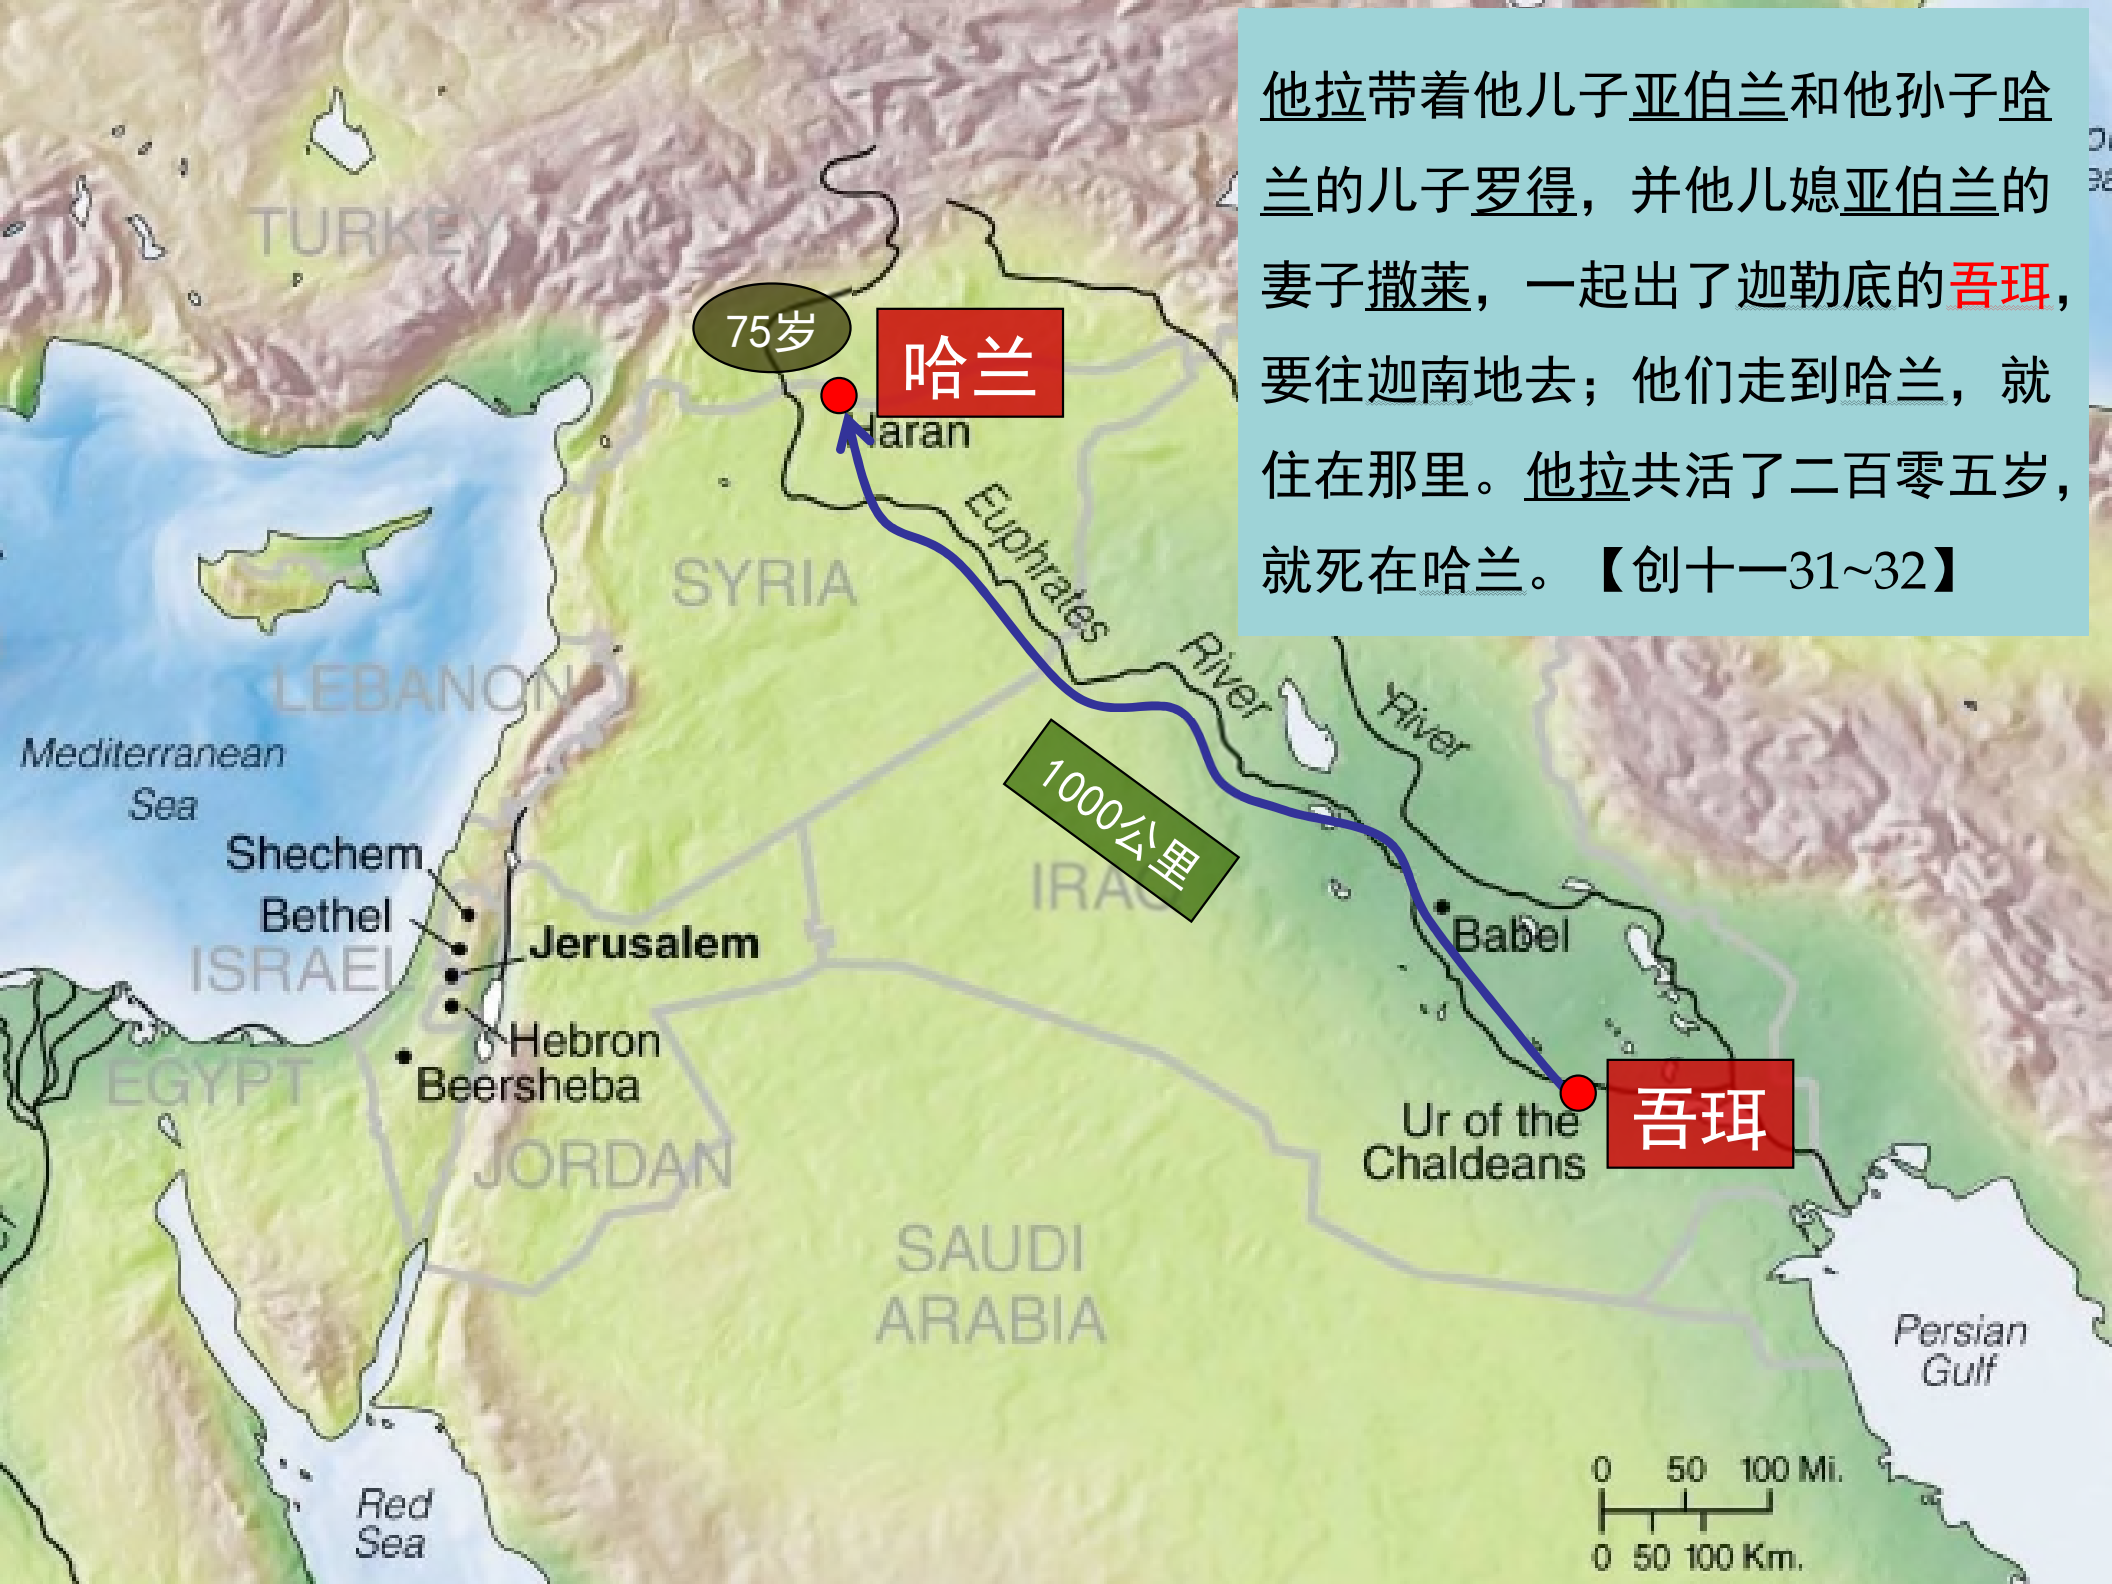 他拉带着他儿子亚伯兰和他孙子哈
兰的儿子罗得，并他儿媳亚伯兰的
妻子撒莱，一起出了迦勒底的吾珥，
要往迦南地去；他们走到哈兰，就
住在那里。他拉共活了二百零五岁，
就死在哈兰。【创十一31~32】
TURKEY
75岁
哈兰
Haran
Euphrates
River
River
SYRIA
LEBANON
Mediterranean
Sea
1000公里
Shechem
Bethel
IRAQ
ISRAEL
Jerusalem
Babel
Hebron
EGYPT
Beersheba
吾珥
Ur of the
Chaldeans
JORDAN
SAUDI
ARABIA
Persian
Gulf
Red
Sea
0 50 100 Mi.
0 50 100 Km.